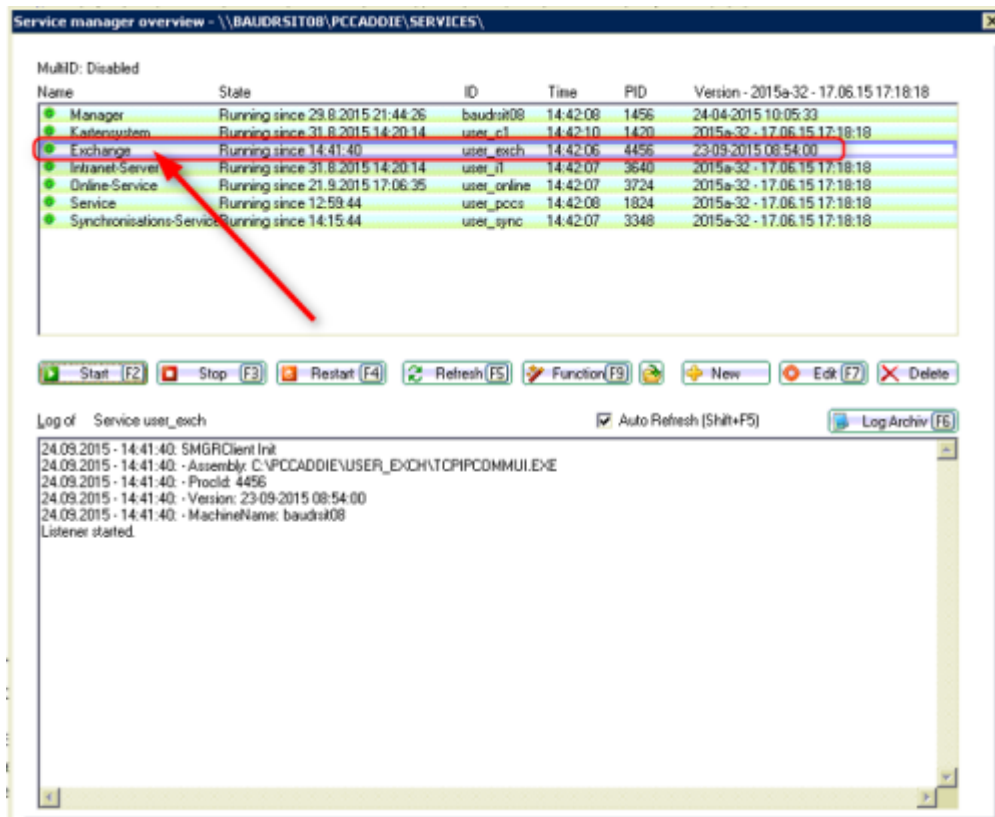 Service manager overview - \\BAUDRSIT08\PCCADDIE\SERVICES\
MultiID: Disabled
Name State ID Time PID Version - 2015a-32 - 17.06.15 17:18:18
Manager Running since 29.8.2015 21:44:26 baudrsit08 14:42:08 1456 24-04-2015 10:05:33
Kartensystem Running since 31.8.2015 14:20:14 user_c1 14:42:10 1420 2015a-32 - 17.06.15 17:18:18
Exchange Running since 14:41:40 user_exch 14:42:06 4456 23-09-2015 08:54:00
Intranet-Server Running since 31.8.2015 14:20:14 user_i1 14:42:07 3640 2015a-32 - 17.06.15 17:18:18
Online-Service Running since 21.9.2015 17:06:35 user_online 14:42:07 3724 2015a-32 - 17.06.15 17:18:18
Service Running since 12:59:44 user_pccs 14:42:08 1824 2015a-32 - 17.06.15 17:18:18
Synchronisations-Service Running since 14:15:44 user_sync 14:42:07 3348 2015a-32 - 17.06.15 17:18:18
Start F2 Stop F3 Restart F4 Refresh F5 Function F9 New Edit F7 Delete
Log of Service user_exch Auto Refresh (Shift+F5) Log Archiv F6
24.09.2015 - 14:41:40: SMGRClient Init
24.09.2015 - 14:41:40: - Assembly: C:\PCCADDIE\USER_EXCH\TCPIPCOMMUI.EXE
24.09.2015 - 14:41:40: - ProcId: 4456
24.09.2015 - 14:41:40: - Version: 23-09-2015 08:54:00
24.09.2015 - 14:41:40: - MachineName: baudrsit08
Listener started.